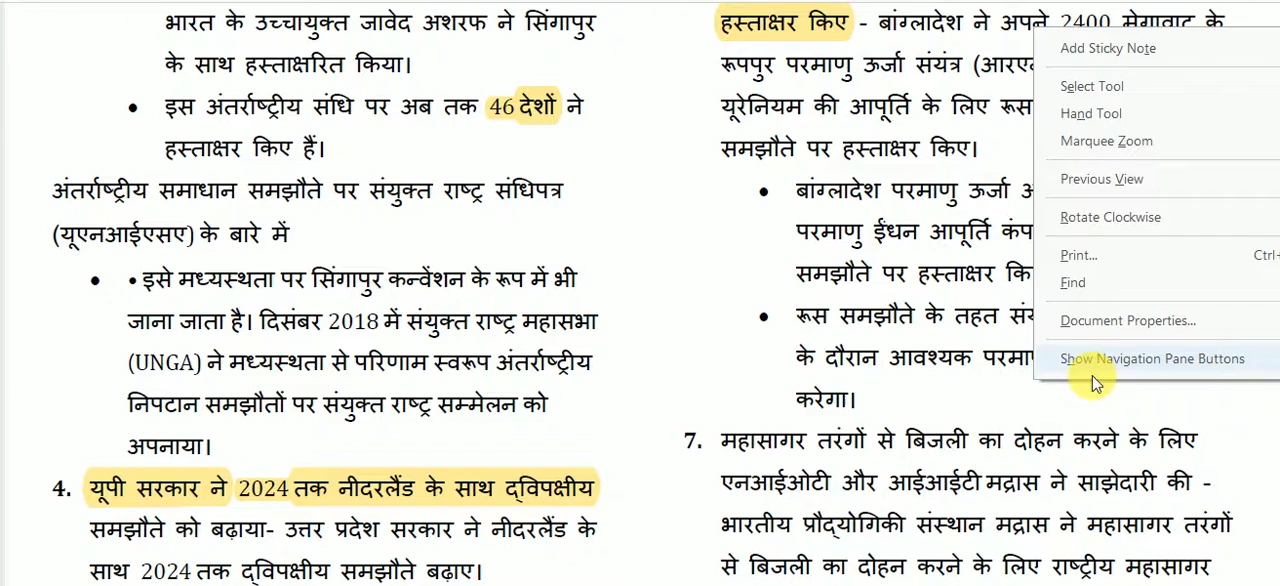 भारत के उच्चायुक्त जावेद अशरफ ने सिंगापुर
के साथ हस्ताक्षरित किया।
• इस अंतर्राष्ट्रीय संधि पर अब तक 46 देशों ने
हस्ताक्षर किए हैं।
अंतर्राष्ट्रीय समाधान समझौते पर संयुक्त राष्ट्र संधिपत्र
(यूएनआईएसए) के बारे में
• • इसे मध्यस्थता पर सिंगापुर कन्वेंशन के रूप में भी
जाना जाता है। दिसंबर 2018 में संयुक्त राष्ट्र महासभा
(UNGA) ने मध्यस्थता से परिणाम स्वरूप अंतर्राष्ट्रीय
निपटान समझौतों पर संयुक्त राष्ट्र सम्मेलन को
अपनाया।
4. यूपी सरकार ने 2024 तक नीदरलैंड के साथ द्विपक्षीय
समझौते को बढ़ाया- उत्तर प्रदेश सरकार ने नीदरलैंड के
साथ 2024 तक द्विपक्षीय समझौते बढ़ाए।
हस्ताक्षर किए - बांग्लादेश ने अपने 2400 मेगावाट के
रूपपुर परमाणु ऊर्जा संयंत्र
यूरेनियम की आपूर्ति के लिए रूस
समझौते पर हस्ताक्षर किए।
• बांग्लादेश परमाणु ऊर्जा
परमाणु ईंधन आपूर्ति
समझौते पर हस्ताक्षर
• रूस समझौते के तहत
के दौरान आवश्यक
करेगा।
7. महासागर तरंगों से बिजली का दोहन करने के लिए
एनआईओटी और आईआईटी मद्रास ने साझेदारी की -
भारतीय प्रौद्योगिकी संस्थान मद्रास ने महासागर तरंगों
से बिजली का दोहन करने के लिए राष्ट्रीय महासागर
Add Sticky Note
Select Tool
Hand Tool
Marquee Zoom
Previous View
Rotate Clockwise
Print... Ctrl+
Find
Document Properties...
Show Navigation Pane Buttons